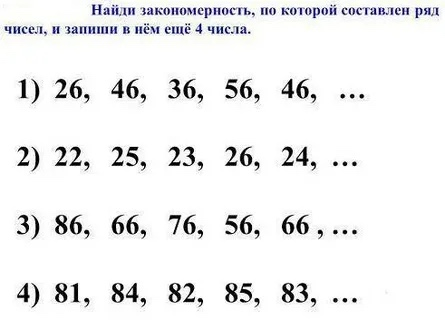 Найди закономерность, по которой составлен ряд
чисел, и запиши в нём ещё 4 числа.
1) 26, 46, 36, 56, 46, ...
2) 22, 25, 23, 26, 24, ...
3) 86, 66, 76, 56, 66 , ...
4) 81, 84, 82, 85, 83, ...